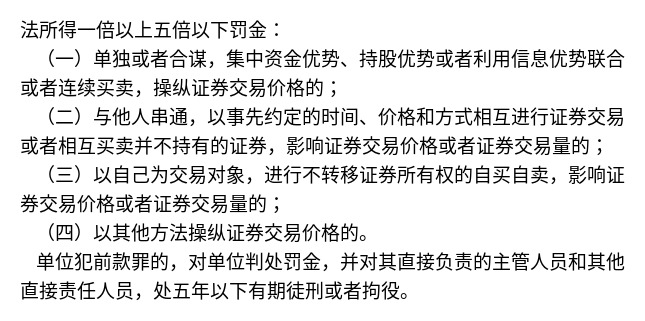 法所得一倍以上五倍以下罚金：
（一）单独或者合谋，集中资金优势、持股优势或者利用信息优势联合
或者连续买卖，操纵证券交易价格的；
（二）与他人串通，以事先约定的时间、价格和方式相互进行证券交易
或者相互买卖并不持有的证券，影响证券交易价格或者证券交易量的；
（三）以自己为交易对象，进行不转移证券所有权的自买自卖，影响证
券交易价格或者证券交易量的；
（四）以其他方法操纵证券交易价格的。
单位犯前款罪的，对单位判处罚金，并对其直接负责的主管人员和其他
直接责任人员，处五年以下有期徒刑或者拘役。